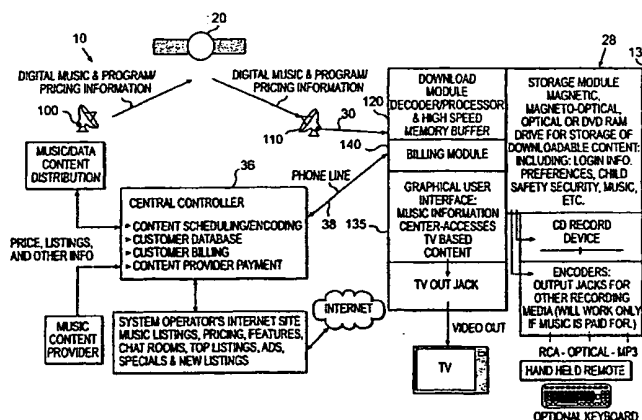 10
20
DIGITAL MUSIC & PROGRAM/
PRICING INFORMATION
DIGITAL MUSIC & PROGRAM/
PRICING INFORMATION
100
110
30
MUSIC/DATA
CONTENT
DISTRIBUTION
36
CENTRAL CONTROLLER
CONTENT SCHEDULING/ENCODING
CUSTOMER DATABASE
CUSTOMER BILLING
CONTENT PROVIDER PAYMENT
PHONE LINE
38
PRICE, LISTINGS,
AND OTHER INFO
MUSIC
CONTENT
PROVIDER
SYSTEM OPERATOR'S INTERNET SITE
MUSIC LISTINGS, PRICING, FEATURES,
CHAT ROOMS, TOP LISTINGS, ADS,
SPECIALS & NEW LISTINGS
INTERNET
28
120
DOWNLOAD
MODULE
DECODER/PROCESSOR
& HIGH SPEED
MEMORY BUFFER
140
BILLING MODULE
135
GRAPHICAL USER
INTERFACE:
MUSIC INFORMATION
CENTER-ACCESSES
TV BASED
CONTENT
TV OUT JACK
VIDEO OUT
TV
13
STORAGE MODULE
MAGNETIC,
MAGNETO-OPTICAL,
OPTICAL OR DVD RAM
DRIVE FOR STORAGE OF
DOWNLOADABLE CONTENT:
INCLUDING: LOGIN INFO.
PREFERENCES, CHILD
SAFETY SECURITY, MUSIC,
ETC.
CD RECORD
DEVICE
ENCODERS:
OUTPUT JACKS FOR
OTHER RECORDING
MEDIA (WILL WORK ONLY
IF MUSIC IS PAID FOR.)
RCA - OPTICAL - MP3
HAND HELD REMOTE
OPTIONAL KEYBOARD